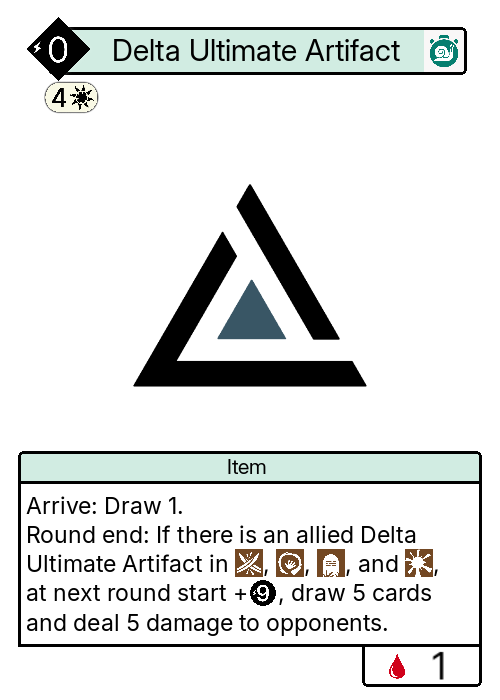 0 Delta Ultimate Artifact
4
Item
Arrive: Draw 1.
Round end: If there is an allied Delta
Ultimate Artifact in , , , and ,
at next round start +9, draw 5 cards
and deal 5 damage to opponents.
1